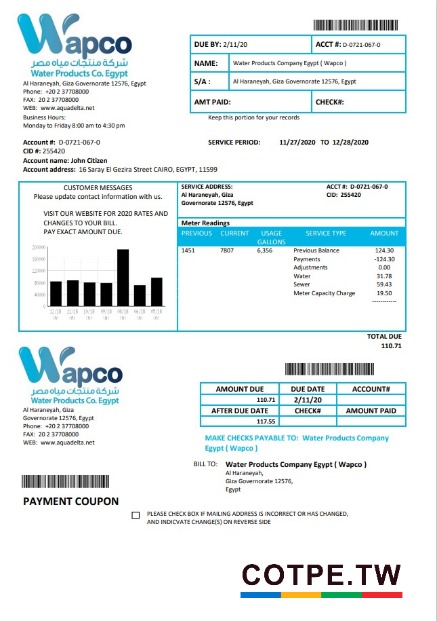 Wapco
شركة منتجات مياه مصر
Water Products Co. Egypt
Al Haraneyah, Giza Governorate 12576, Egypt
Phone: +20 2 37708000
FAX: 20 2 37708000
WEB: www.aquadelta.net
Business Hours:
Monday to Friday 8:00 am to 4:30 pm
DUE BY: 2/11/20 ACCT #: D-0721-067-0
NAME: Water Products Company Egypt ( Wapco )
S/A : Al Haraneyah, Giza Governorate 12576, Egypt
AMT PAID: CHECK#:
Keep this portion for your records
Account #: D-0721-067-0
CID #: 255420
SERVICE PERIOD: 11/27/2020 TO 12/28/2020
Account name: John Citizen
Account address: 16 Saray El Gezira Street CAIRO, EGYPT, 11599
CUSTOMER MESSAGES
Please update contact information with us.
VISIT OUR WEBSITE FOR 2020 RATES AND
CHANGES TO YOUR BILL.
PAY EXACT AMOUNT DUE.
SERVICE ADDRESS: ACCT #: D-0721-067-0
Al Haraneyah, Giza CID: 255420
Governorate 12576, Egypt
Meter Readings
PREVIOUS CURRENT USAGE GALLONS SERVICE TYPE AMOUNT
1451 7807 6,356 Previous Balance 124.30
Payments -124.30
Adjustments 0.00
Water 31.78
Sewer 59.43
Meter Capacity Charge 19.50
------------
TOTAL DUE
110.71
Wapco
شركة منتجات مياه مصر
Water Products Co. Egypt
Al Haraneyah, Giza
Governorate 12576, Egypt
Phone: +20 2 37708000
FAX: 20 2 37708000
WEB: www.aquadelta.net
AMOUNT DUE DUE DATE ACCOUNT#
110.71 2/11/20
AFTER DUE DATE CHECK# AMOUNT PAID
117.55
MAKE CHECKS PAYABLE TO: Water Products Company
Egypt ( Wapco )
BILL TO: Water Products Company Egypt ( Wapco )
Al Haraneyah,
Giza Governorate 12576,
Egypt
PAYMENT COUPON
PLEASE CHECK BOX IF MAILING ADDRESS IS INCORRECT OR HAS CHANGED,
AND INDICVATE CHANGE(S) ON REVERSE SIDE
COTPE.TW